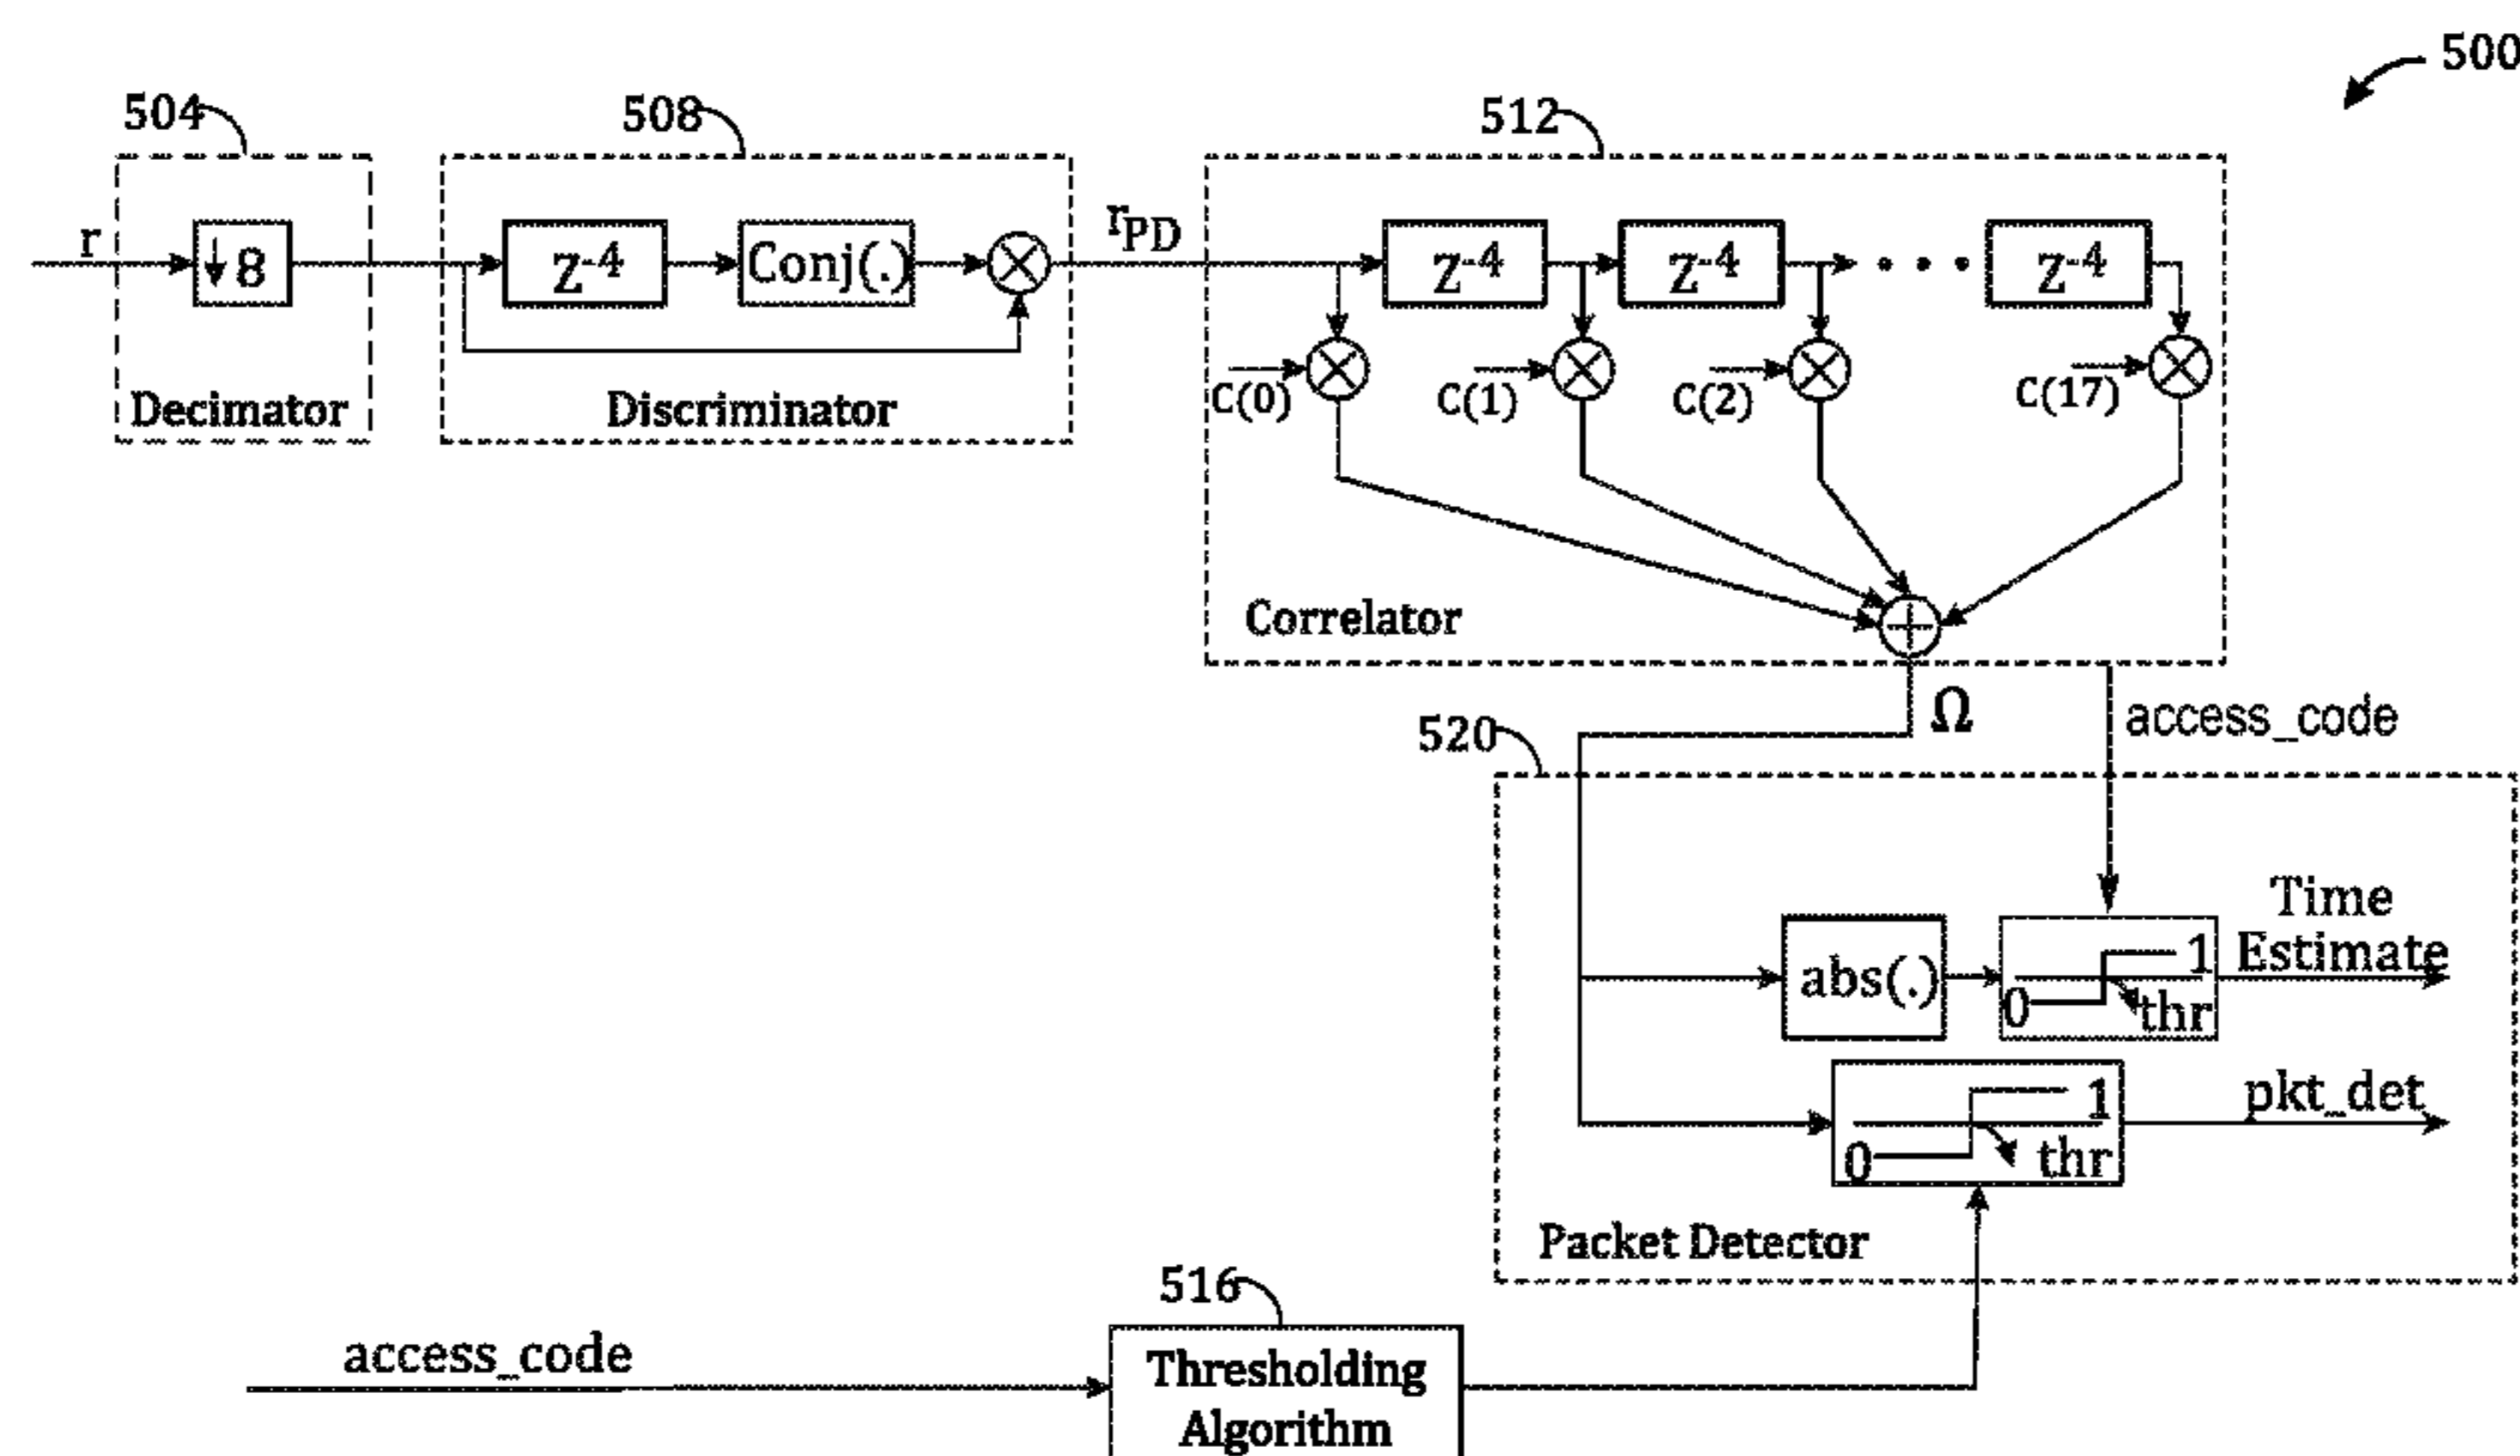 500
504
508
512
r
↓ 8
Z⁻⁴
Conj(.)
r_PD
Z⁻⁴
Z⁻⁴
• • •
Z⁻⁴
C(0)
C(1)
C(2)
C(17)
Decimator
Discriminator
Correlator
Ω
access_code
520
Time
Estimate
abs(.)
1
0
thr
pkt_det
1
0
thr
Packet Detector
516
access_code
Thresholding
Algorithm